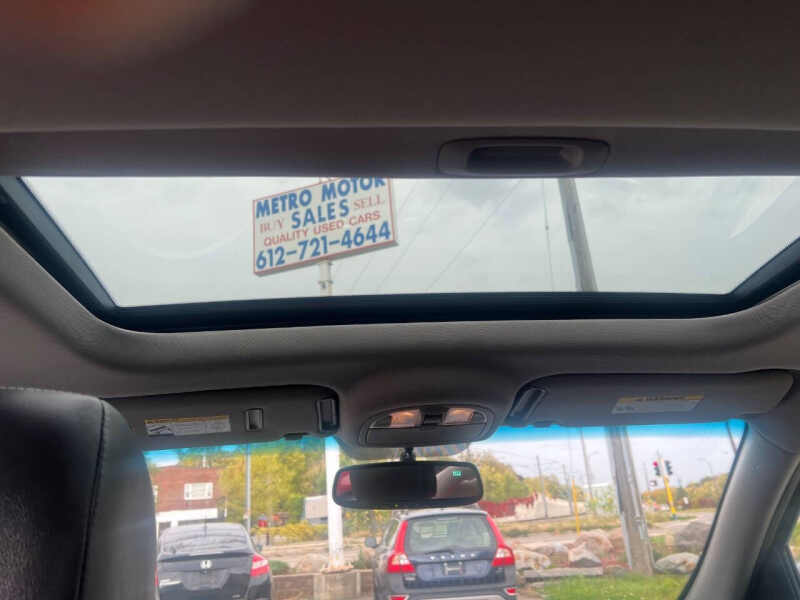 METRO MOTOR
BUY SALES SELL
QUALITY USED CARS
612-721-4644